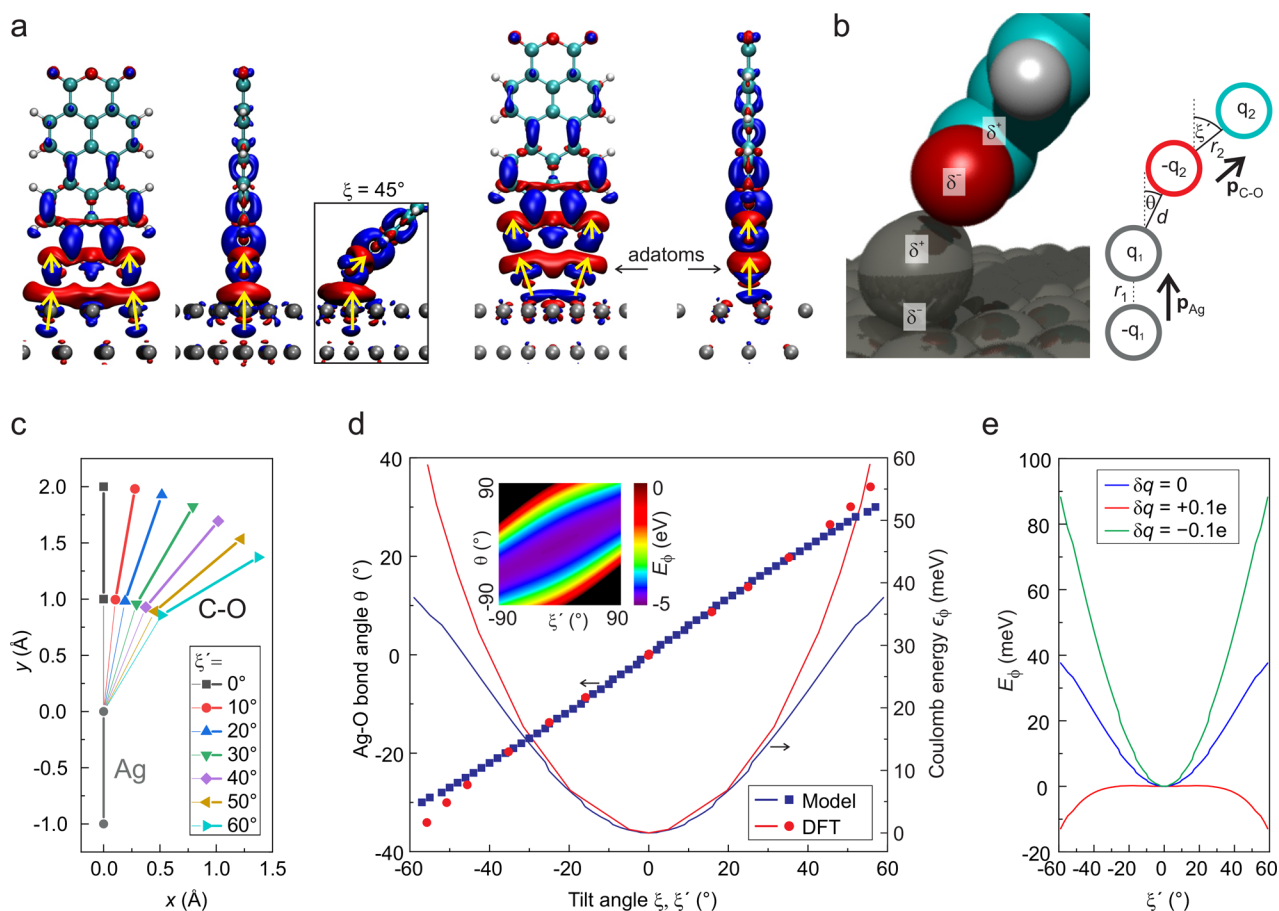 a
ξ = 45°
adatoms
b
δ⁺
δ⁻
δ⁺
δ⁻
q₂
ξ´
r₂
-q₂
p_C-O
θ
d
q₁
r₁
p_Ag
-q₁
c
2.0
1.5
1.0
0.5
0.0
-0.5
-1.0
y (Å)
C-O
Ag
ξ´=
0°
10°
20°
30°
40°
50°
60°
0.0 0.5 1.0 1.5
x (Å)
d
40
20
0
-20
-40
Ag-O bond angle θ (°)
90
-90
θ (°)
-90 90
ξ´ (°)
0
-5
E_ϕ (eV)
60
50
40
30
20
10
0
Coulomb energy ϵ_ϕ (meV)
Model
DFT
-60 -40 -20 0 20 40 60
Tilt angle ξ, ξ´ (°)
e
100
80
60
40
20
0
-20
E_ϕ (meV)
δq = 0
δq = +0.1e
δq = −0.1e
-60 -40 -20 0 20 40 60
ξ´ (°)